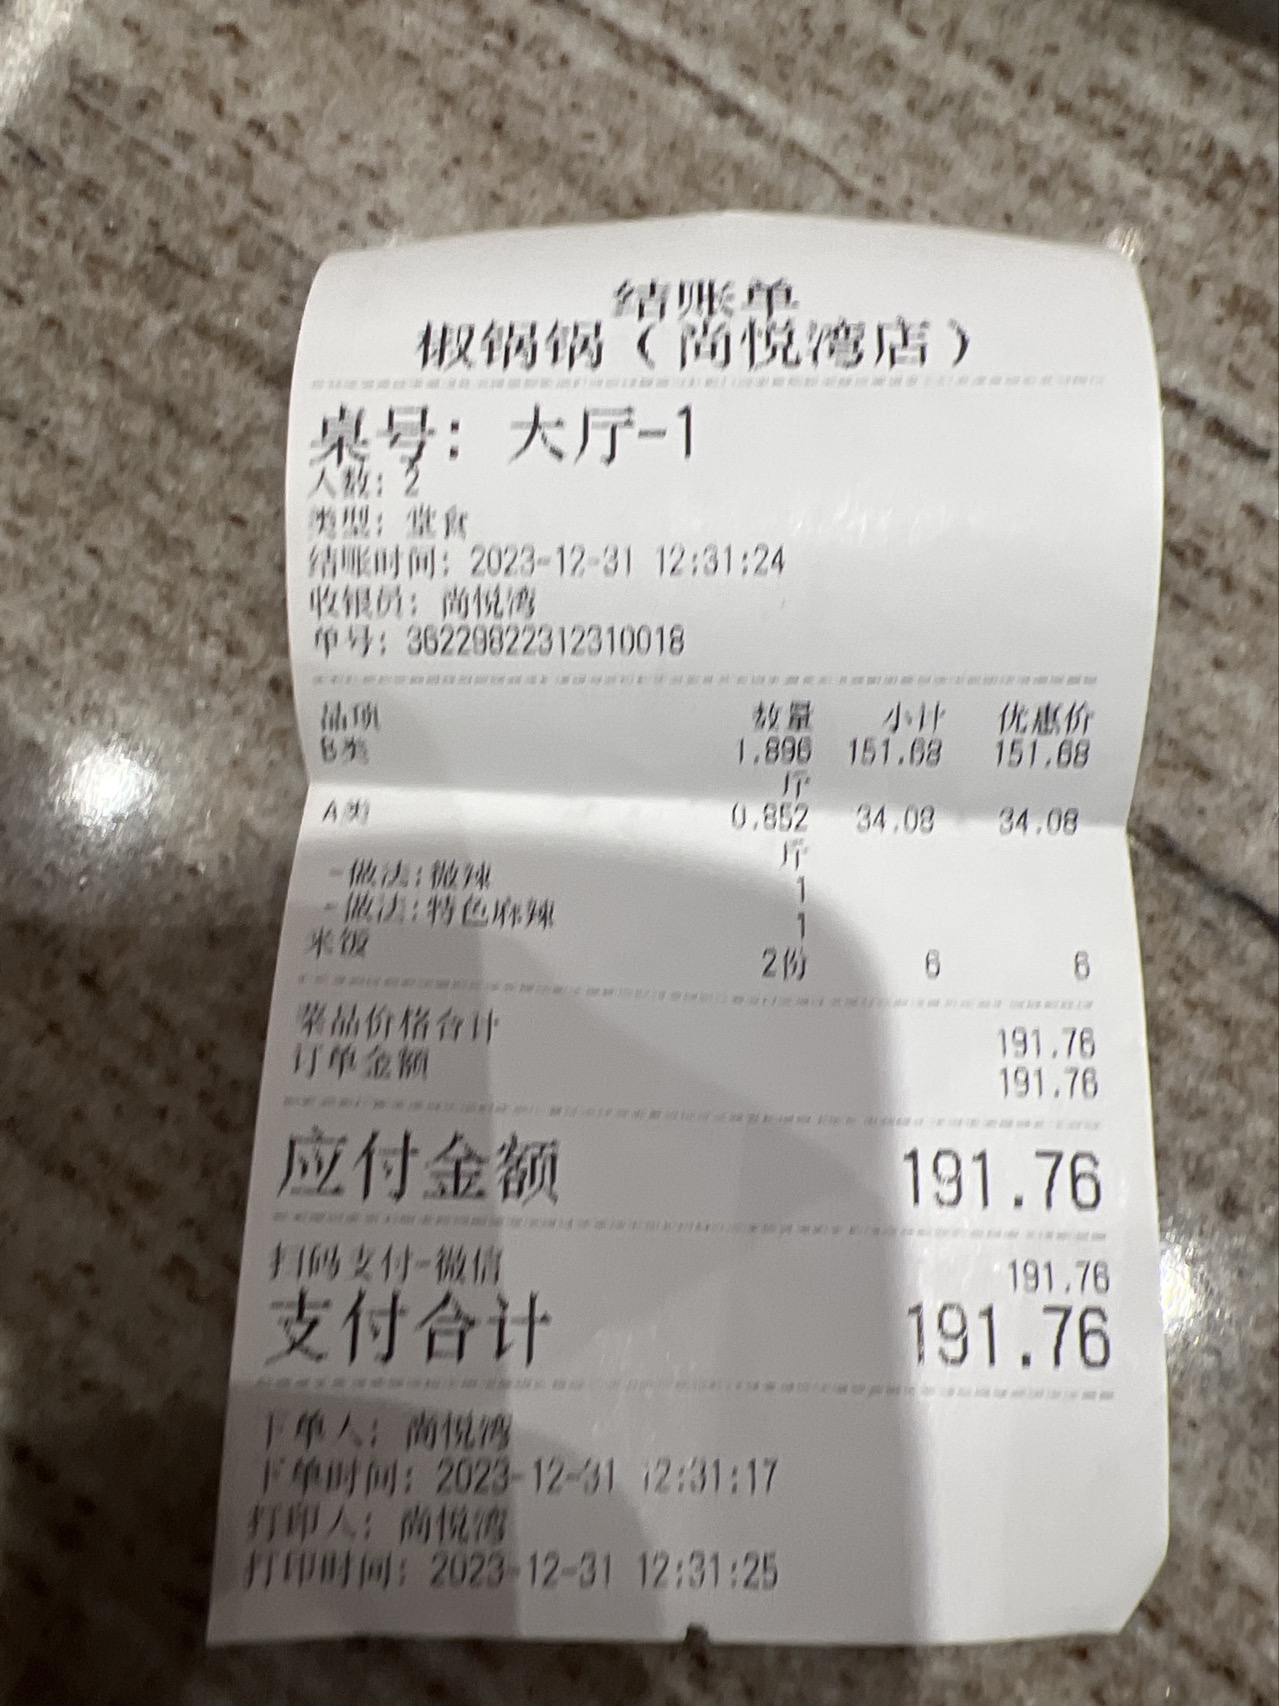 结账单
椒锅锅（尚悦湾店）
桌号：大厅-1
人数：2
类型：堂食
结账时间：2023-12-31 12:31:24
收银员：尚悦湾
单号：36229822312310018
品项 数量 小计 优惠价
B类 1.896 151.68 151.68
斤
A类 0.852 34.08 34.08
斤
-做法:微辣 1
-做法:特色麻辣 1
米饭 2份 6 6
菜品价格合计 191.76
订单金额 191.76
应付金额 191.76
扫码支付-微信 191.76
支付合计 191.76
下单人：尚悦湾
下单时间：2023-12-31 12:31:17
打印人：尚悦湾
打印时间：2023-12-31 12:31:25